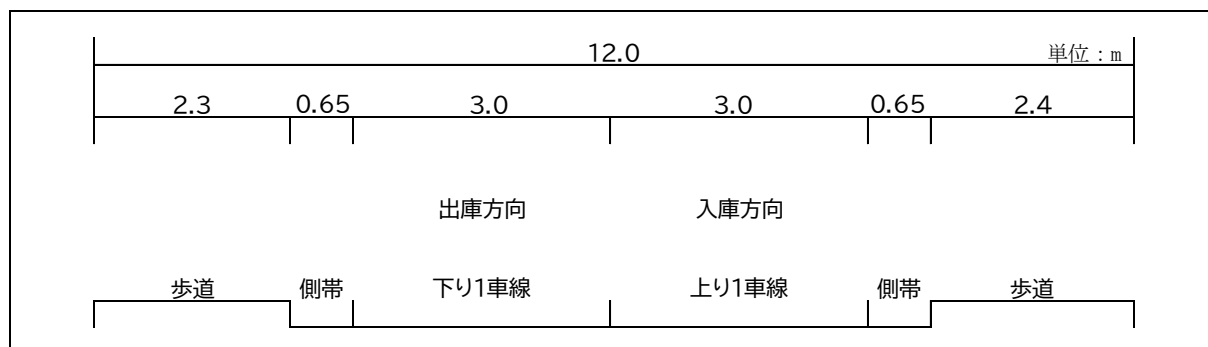 12.0 単位：m
2.3 0.65 3.0 3.0 0.65 2.4
出庫方向 入庫方向
歩道 側帯 下り1車線 上り1車線 側帯 歩道